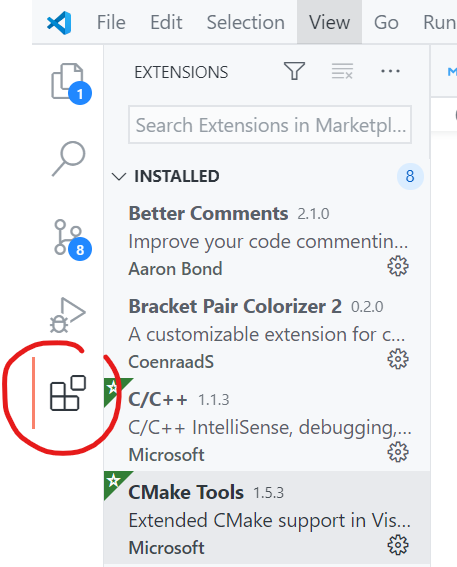 File Edit Selection View Go Run
EXTENSIONS
1
Search Extensions in Marketpl...
INSTALLED 8
Better Comments 2.1.0
Improve your code commentin...
8
Aaron Bond
Bracket Pair Colorizer 2 0.2.0
A customizable extension for c...
CoenraadS
C/C++ 1.1.3
C/C++ IntelliSense, debugging,...
Microsoft
CMake Tools 1.5.3
Extended CMake support in Vis...
Microsoft